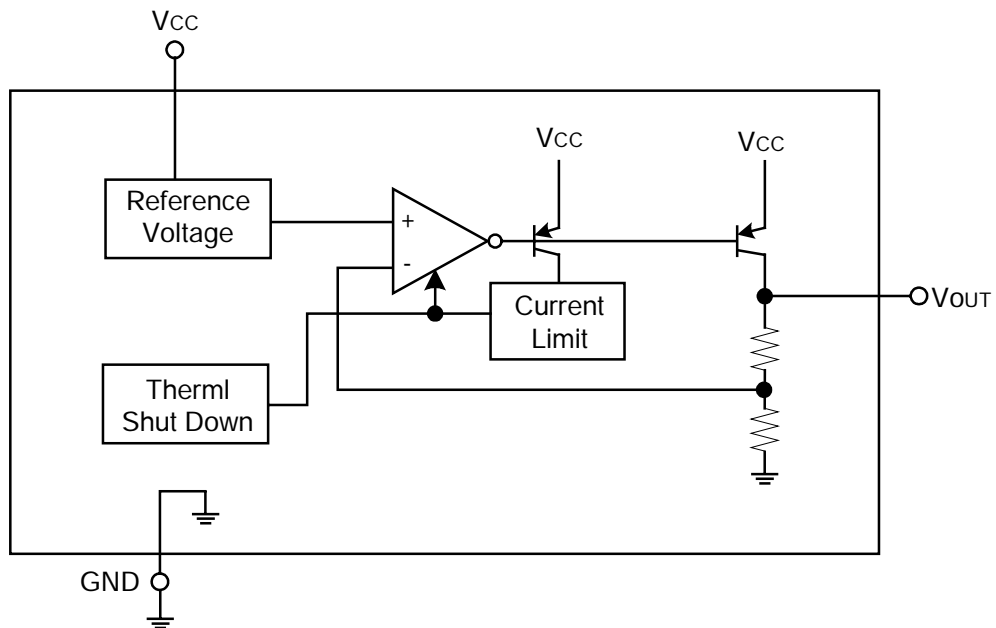 VCC
VCC
VCC
Reference
Voltage
+
-
Current
Limit
VOUT
Therml
Shut Down
GND